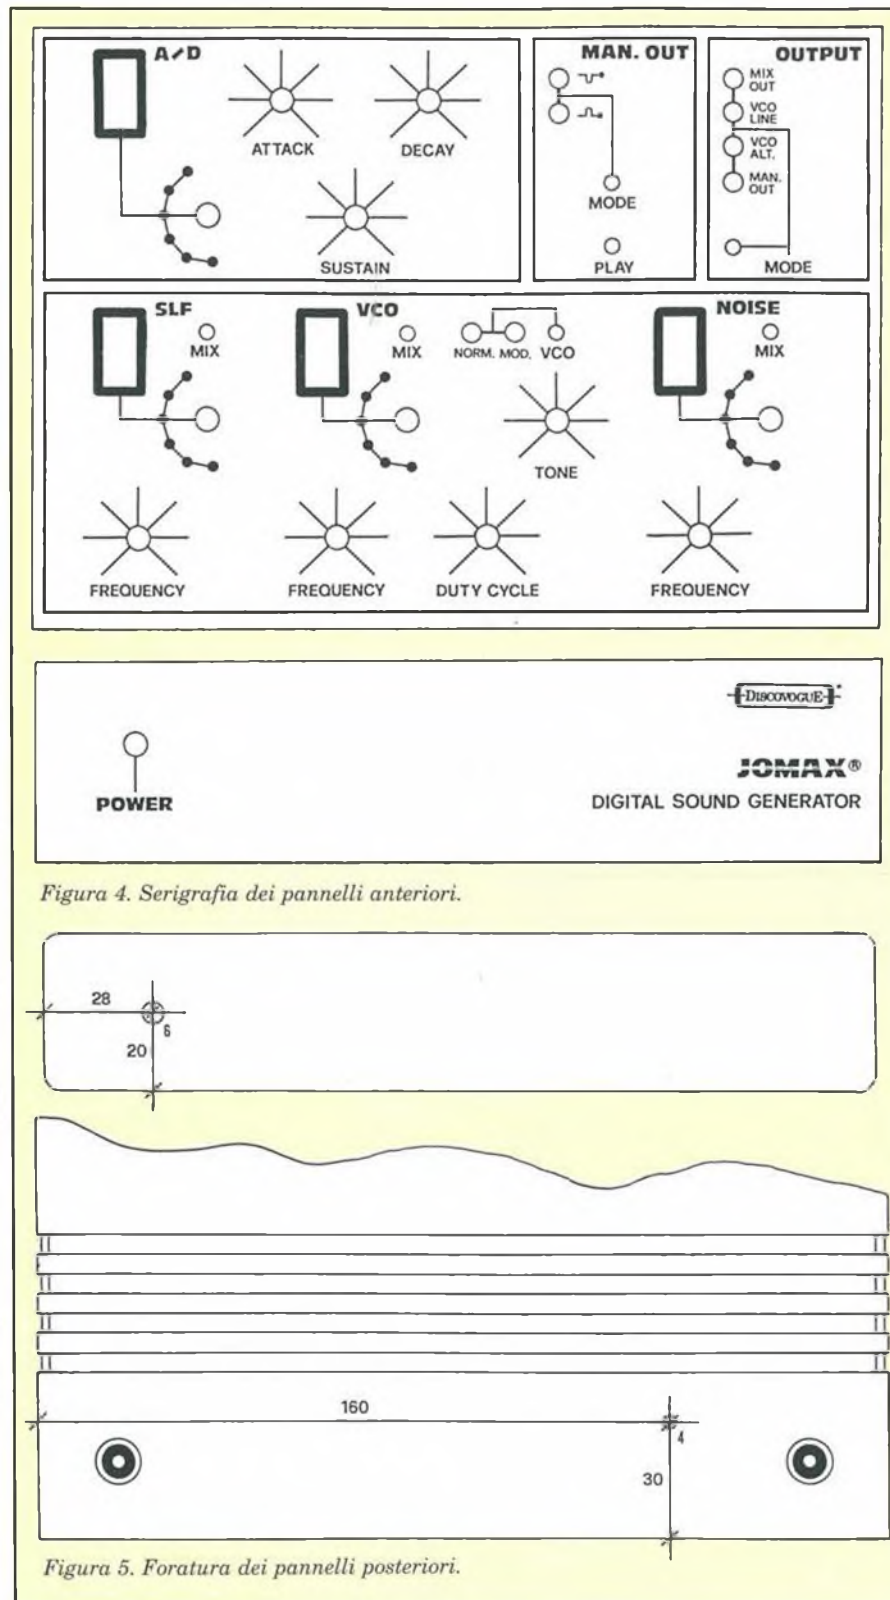 A/D
ATTACK
DECAY
SUSTAIN
MAN. OUT
MODE
PLAY
OUTPUT
MIX
OUT
VCO
LINE
VCO
ALT.
MAN.
OUT
MODE
SLF
MIX
FREQUENCY
VCO
MIX
NORM. MOD. VCO
TONE
FREQUENCY
DUTY CYCLE
NOISE
MIX
FREQUENCY
POWER
DISCOVOGUE
JOMAX®
DIGITAL SOUND GENERATOR
Figura 4. Serigrafia dei pannelli anteriori.
28
6
20
160
4
30
Figura 5. Foratura dei pannelli posteriori.